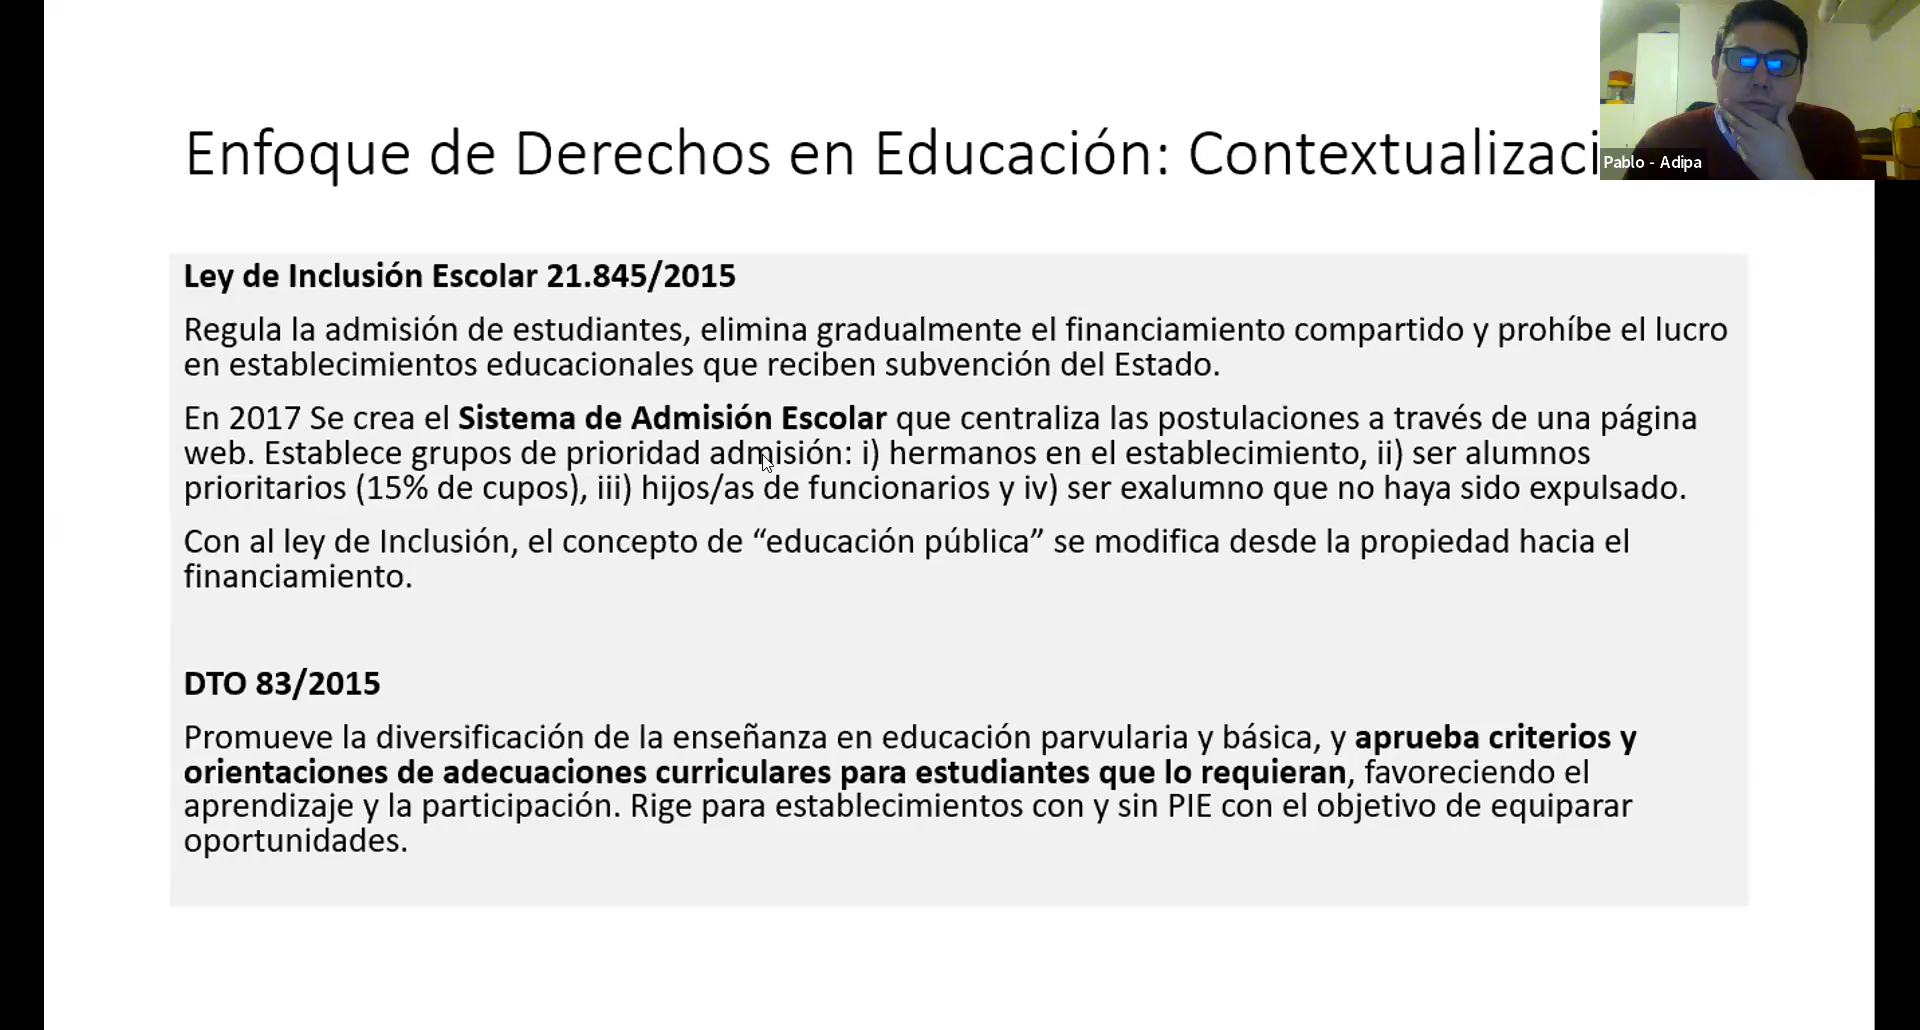 Enfoque de Derechos en Educación: Contextualizaci
Pablo - Adipa
Ley de Inclusión Escolar 21.845/2015
Regula la admisión de estudiantes, elimina gradualmente el financiamiento compartido y prohíbe el lucro
en establecimientos educacionales que reciben subvención del Estado.
En 2017 Se crea el Sistema de Admisión Escolar que centraliza las postulaciones a través de una página
web. Establece grupos de prioridad admisión: i) hermanos en el establecimiento, ii) ser alumnos
prioritarios (15% de cupos), iii) hijos/as de funcionarios y iv) ser exalumno que no haya sido expulsado.
Con al ley de Inclusión, el concepto de “educación pública” se modifica desde la propiedad hacia el
financiamiento.
DTO 83/2015
Promueve la diversificación de la enseñanza en educación parvularia y básica, y aprueba criterios y
orientaciones de adecuaciones curriculares para estudiantes que lo requieran, favoreciendo el
aprendizaje y la participación. Rige para establecimientos con y sin PIE con el objetivo de equiparar
oportunidades.